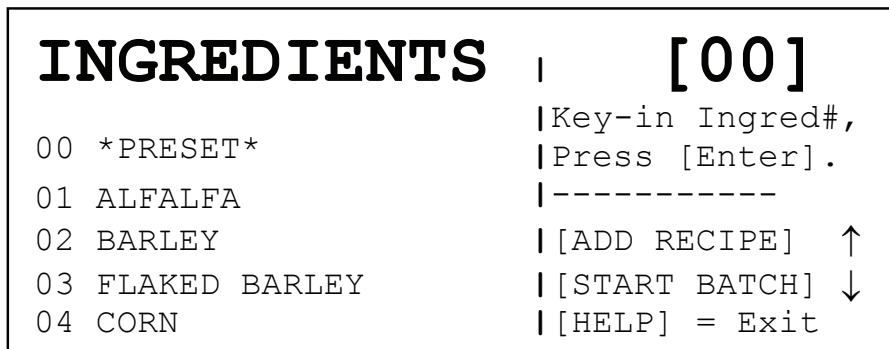 INGREDIENTS | [00]
|Key-in Ingred#,
00 *PRESET* |Press [Enter].
01 ALFALFA |-----------
02 BARLEY |[ADD RECIPE] ↑
03 FLAKED BARLEY |[START BATCH] ↓
04 CORN |[HELP] = Exit